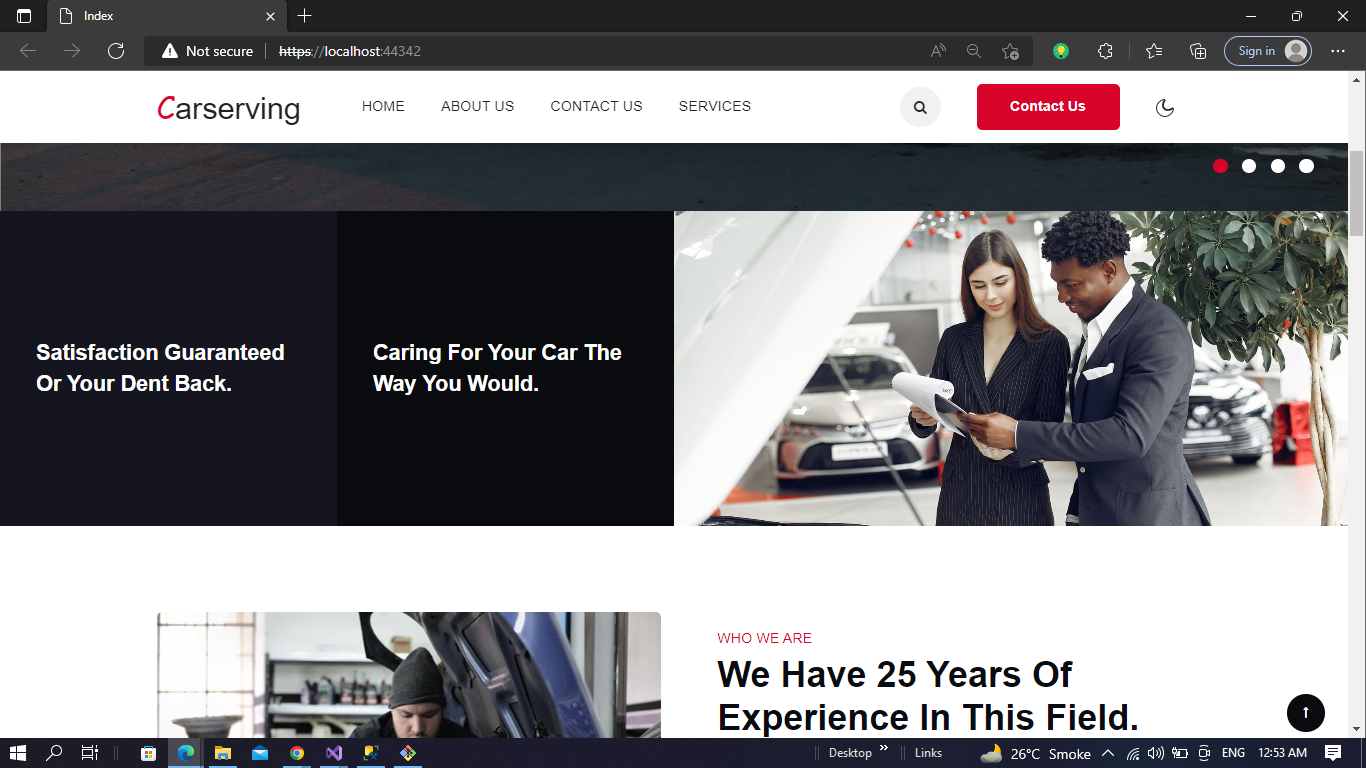 Index
Not secure
https://localhost:44342
Sign in
Carserving
HOME
ABOUT US
CONTACT US
SERVICES
Contact Us
Satisfaction Guaranteed
Or Your Dent Back.
Caring For Your Car The
Way You Would.
WHO WE ARE
We Have 25 Years Of
Experience In This Field.
Desktop
Links
26°C Smoke
ENG
12:53 AM